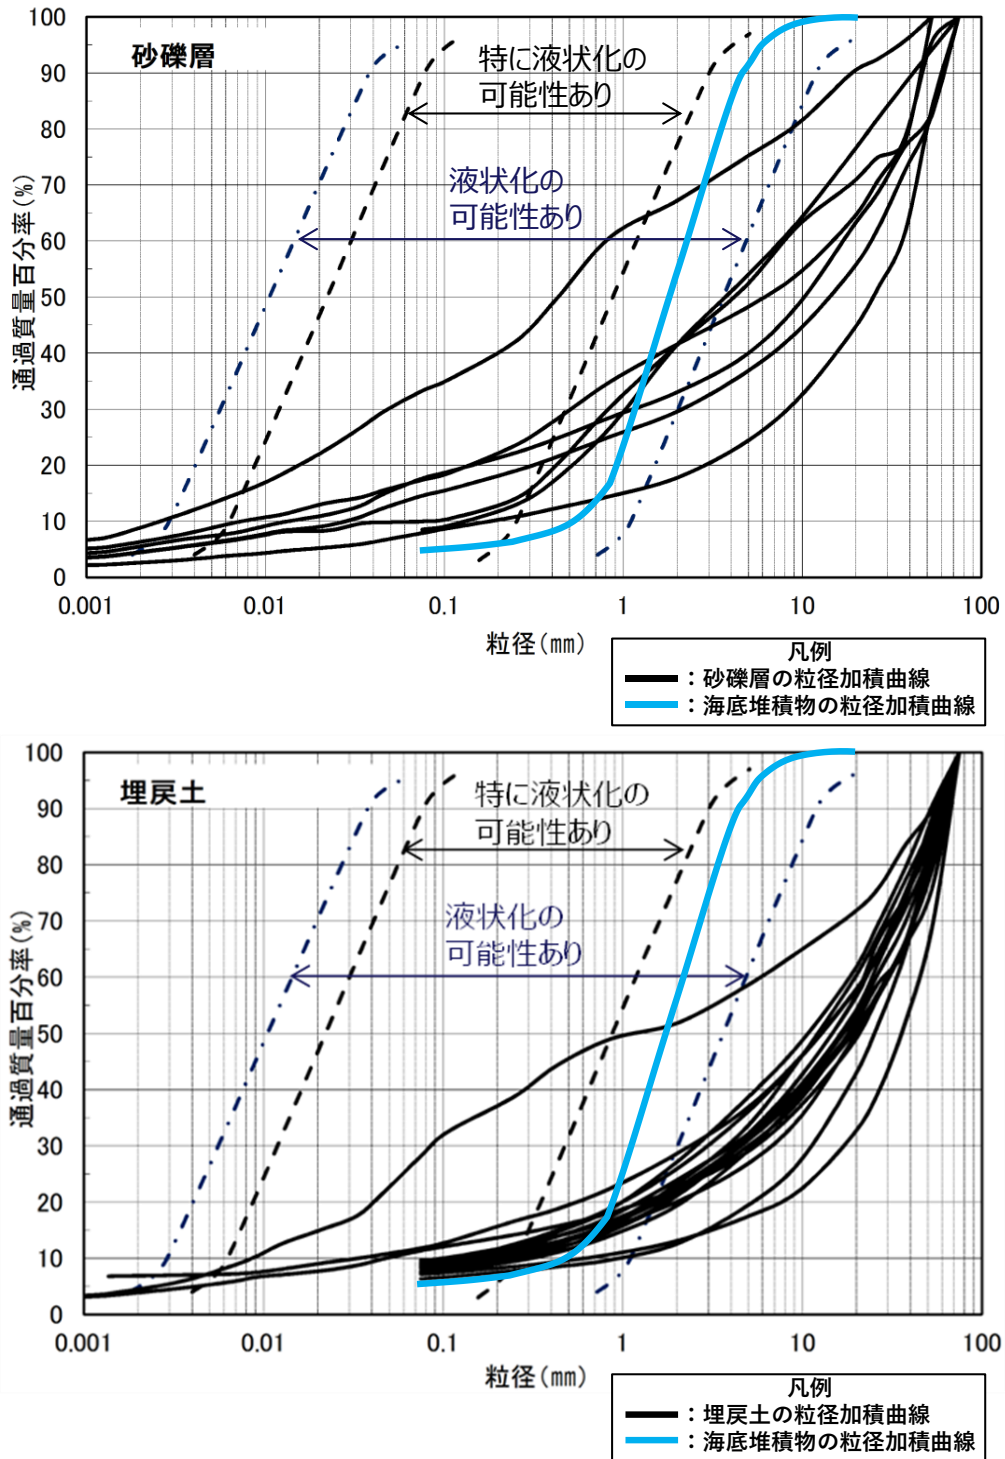 砂礫層
特に液状化の
可能性あり
液状化の
可能性あり
通過質量百分率(%)
100
90
80
70
60
50
40
30
20
10
0
0.001
0.01
0.1
1
10
100
粒径(mm)
凡例
：砂礫層の粒径加積曲線
：海底堆積物の粒径加積曲線
埋戻土
特に液状化の
可能性あり
液状化の
可能性あり
通過質量百分率(%)
100
90
80
70
60
50
40
30
20
10
0
0.001
0.01
0.1
1
10
100
粒径(mm)
凡例
：埋戻土の粒径加積曲線
：海底堆積物の粒径加積曲線